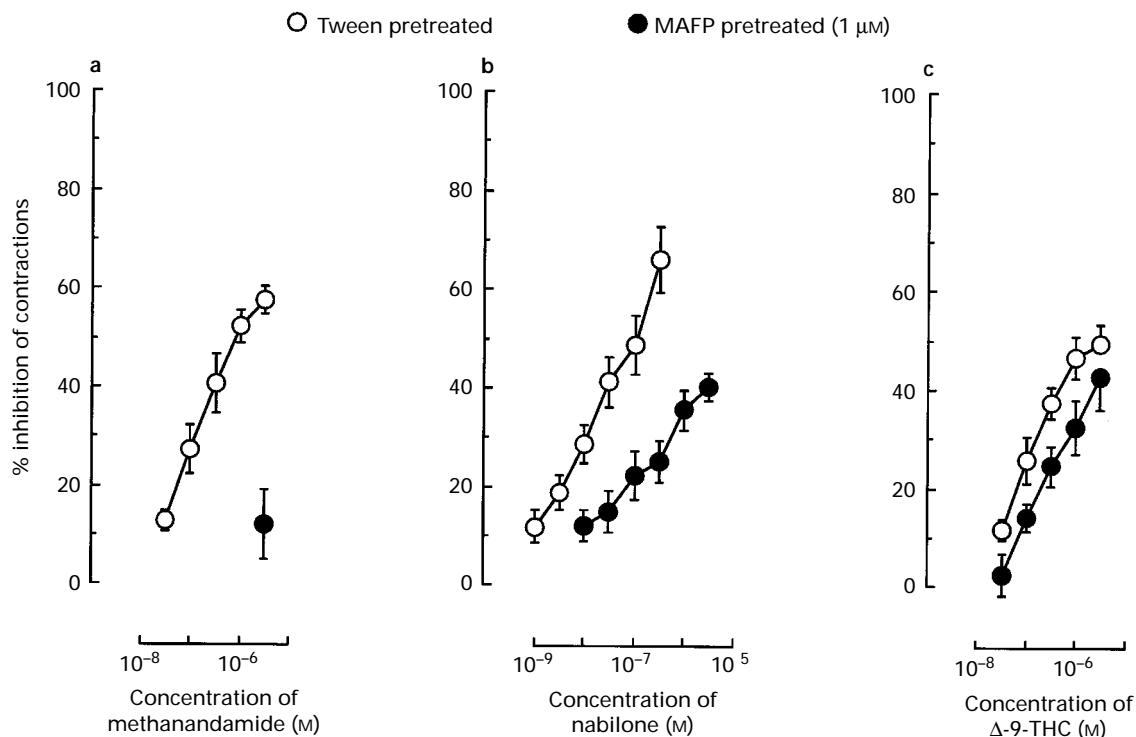 Tween pretreated
MAFP pretreated (1 μM)
a
b
c
% inhibition of contractions
100
80
60
40
20
0
100
80
60
40
20
0
100
80
60
40
20
0
10⁻⁸ 10⁻⁶
10⁻⁹ 10⁻⁷ 10⁵
10⁻⁸ 10⁻⁶
Concentration of
methanandamide (M)
Concentration of
nabilone (M)
Concentration of
Δ-9-THC (M)